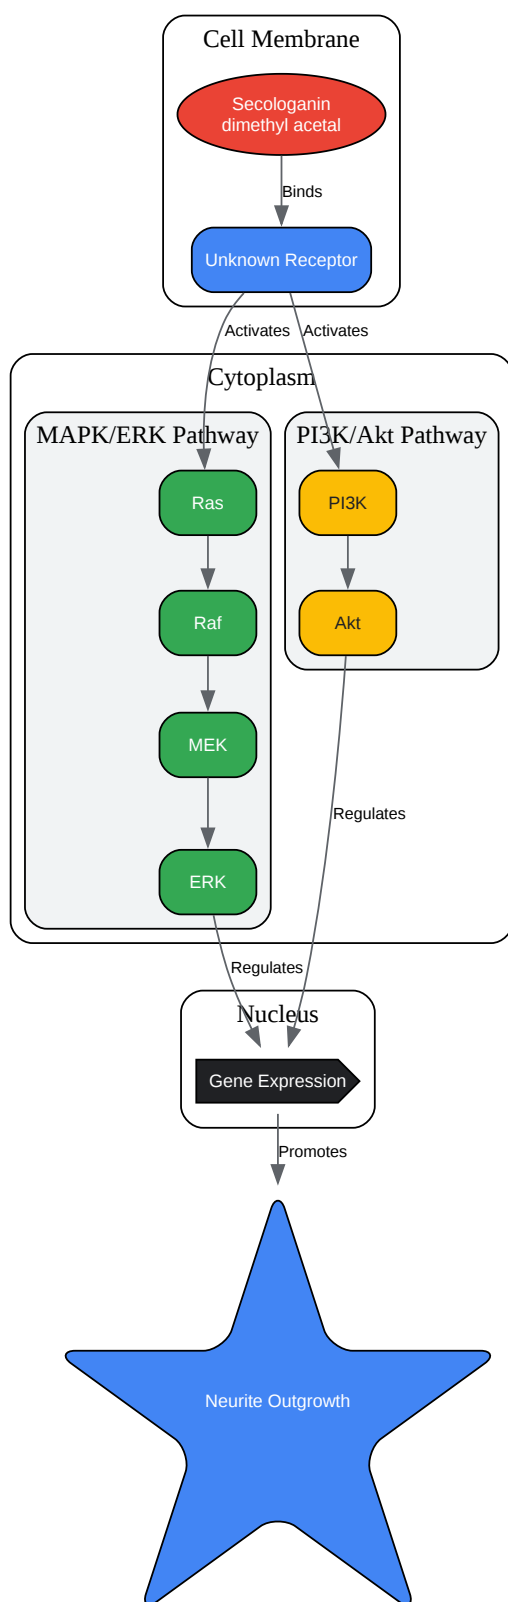 Cell Membrane
Secologanin
dimethyl acetal
Binds
Unknown Receptor
Activates
Activates
Cytoplasm
MAPK/ERK Pathway
PI3K/Akt Pathway
Ras
PI3K
Raf
Akt
MEK
Regulates
ERK
Regulates
Nucleus
Gene Expression
Promotes
Neurite Outgrowth